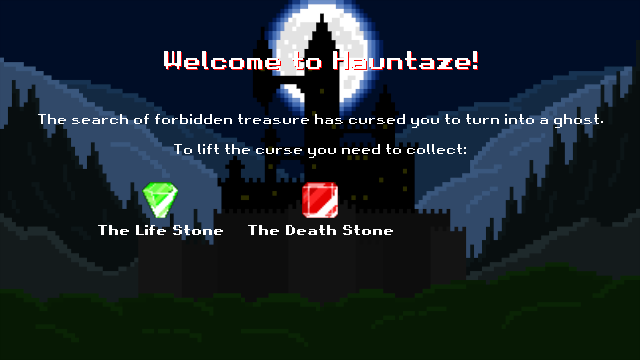 Welcome to Hauntaze!
The search of forbidden treasure has cursed you to turn into a ghost.
To lift the curse you need to collect:
The Life Stone The Death Stone